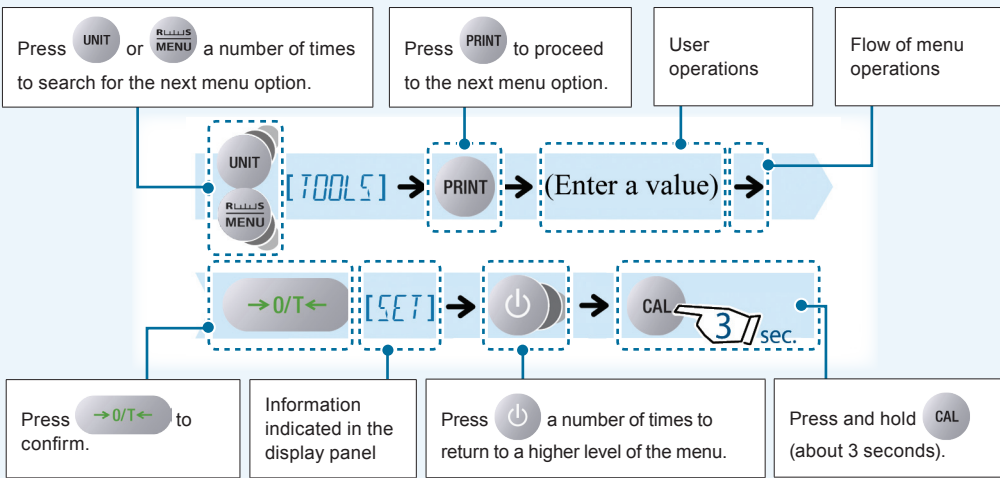 Press UNIT or MENU a number of times
to search for the next menu option.
Press PRINT to proceed
to the next menu option.
User
operations
Flow of menu
operations
UNIT
MENU
[TOOLS] → PRINT → (Enter a value) →
→0/T← [SET] → → CAL 3 sec.
Press →0/T← to
confirm.
Information
indicated in the
display panel
Press a number of times to
return to a higher level of the menu.
Press and hold CAL
(about 3 seconds).